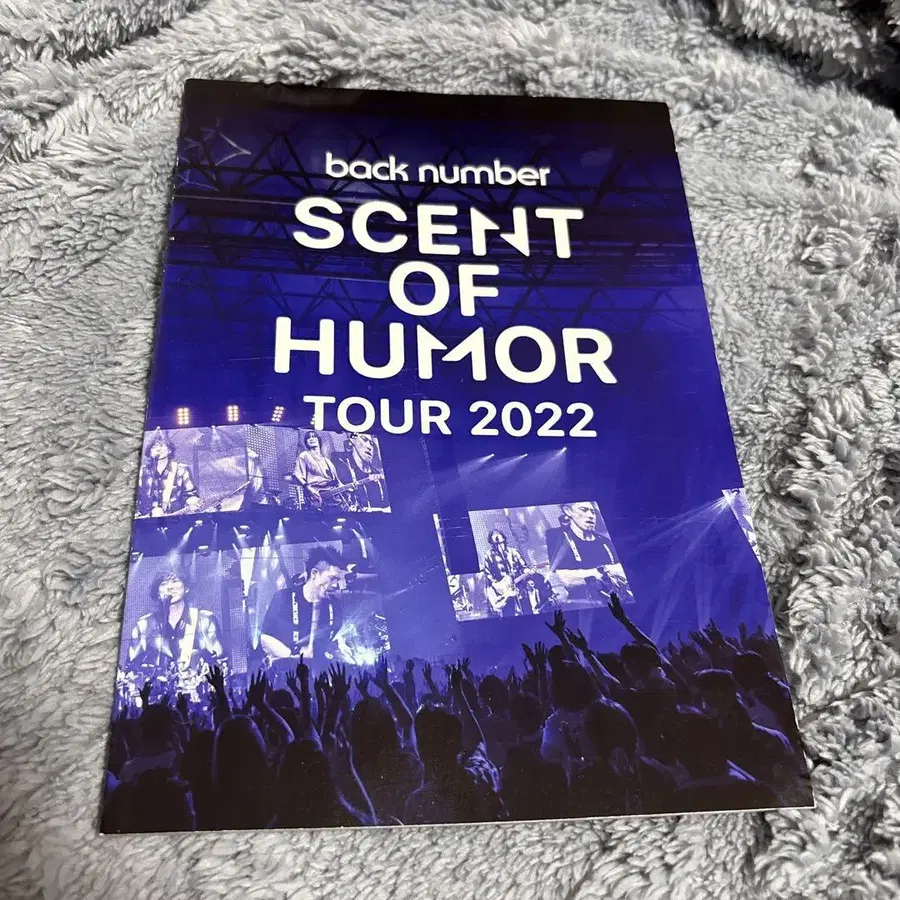 back number
SCENT
OF
HUMOR
TOUR 2022